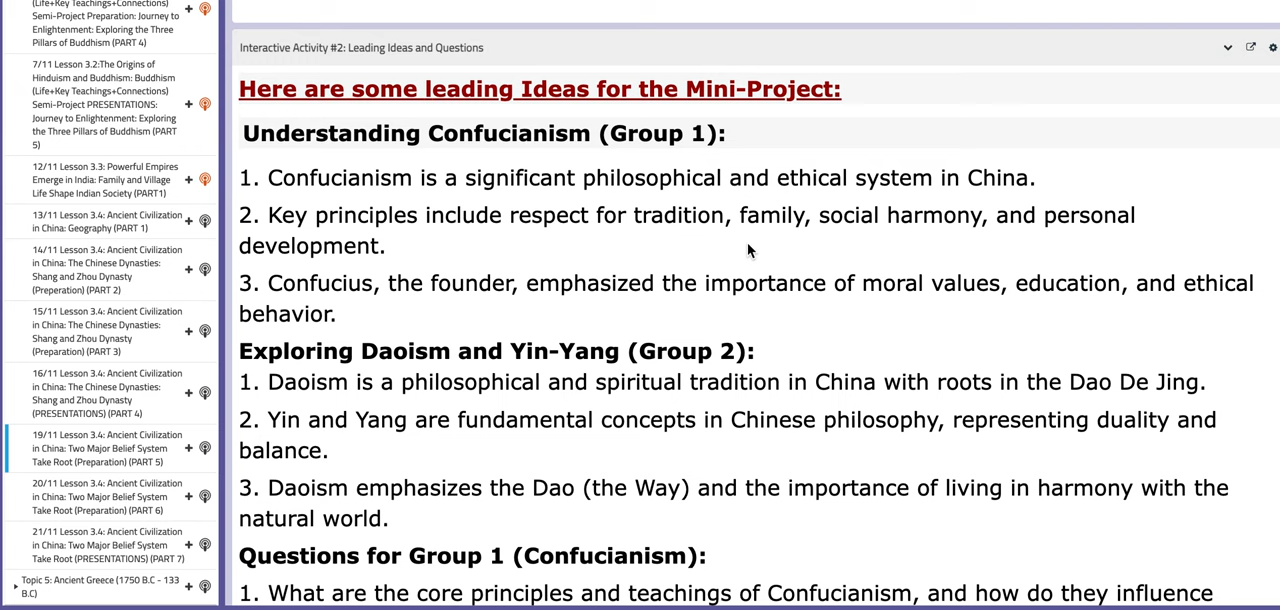 (Life+Key Teachings+Connections)
Semi-Project Preparation: Journey to
Enlightenment: Exploring the Three
Pillars of Buddhism (PART 4)
7/11 Lesson 3.2:The Origins of
Hinduism and Buddhism: Buddhism
(Life+Key Teachings+Connections)
Semi-Project PRESENTATIONS:
Journey to Enlightenment: Exploring
the Three Pillars of Buddhism (PART
5)
12/11 Lesson 3.3: Powerful Empires
Emerge in India: Family and Village
Life Shape Indian Society (PART1)
13/11 Lesson 3.4: Ancient Civilization
in China: Geography (PART 1)
14/11 Lesson 3.4: Ancient Civilization
in China: The Chinese Dynasties:
Shang and Zhou Dynasty
(Preperation) (PART 2)
15/11 Lesson 3.4: Ancient Civilization
in China: The Chinese Dynasties:
Shang and Zhou Dynasty
(Preparation) (PART 3)
16/11 Lesson 3.4: Ancient Civilization
in China: The Chinese Dynasties:
Shang and Zhou Dynasty
(PRESENTATIONS) (PART 4)
19/11 Lesson 3.4: Ancient Civilization
in China: Two Major Belief System
Take Root (Preparation) (PART 5)
20/11 Lesson 3.4: Ancient Civilization
in China: Two Major Belief System
Take Root (Preparation) (PART 6)
21/11 Lesson 3.4: Ancient Civilization
in China: Two Major Belief System
Take Root (PRESENTATIONS) (PART 7)
Topic 5: Ancient Greece (1750 B.C - 133
B.C)
Interactive Activity #2: Leading Ideas and Questions
Here are some leading Ideas for the Mini-Project:
Understanding Confucianism (Group 1):
1. Confucianism is a significant philosophical and ethical system in China.
2. Key principles include respect for tradition, family, social harmony, and personal
development.
3. Confucius, the founder, emphasized the importance of moral values, education, and ethical
behavior.
Exploring Daoism and Yin-Yang (Group 2):
1. Daoism is a philosophical and spiritual tradition in China with roots in the Dao De Jing.
2. Yin and Yang are fundamental concepts in Chinese philosophy, representing duality and
balance.
3. Daoism emphasizes the Dao (the Way) and the importance of living in harmony with the
natural world.
Questions for Group 1 (Confucianism):
1. What are the core principles and teachings of Confucianism, and how do they influence